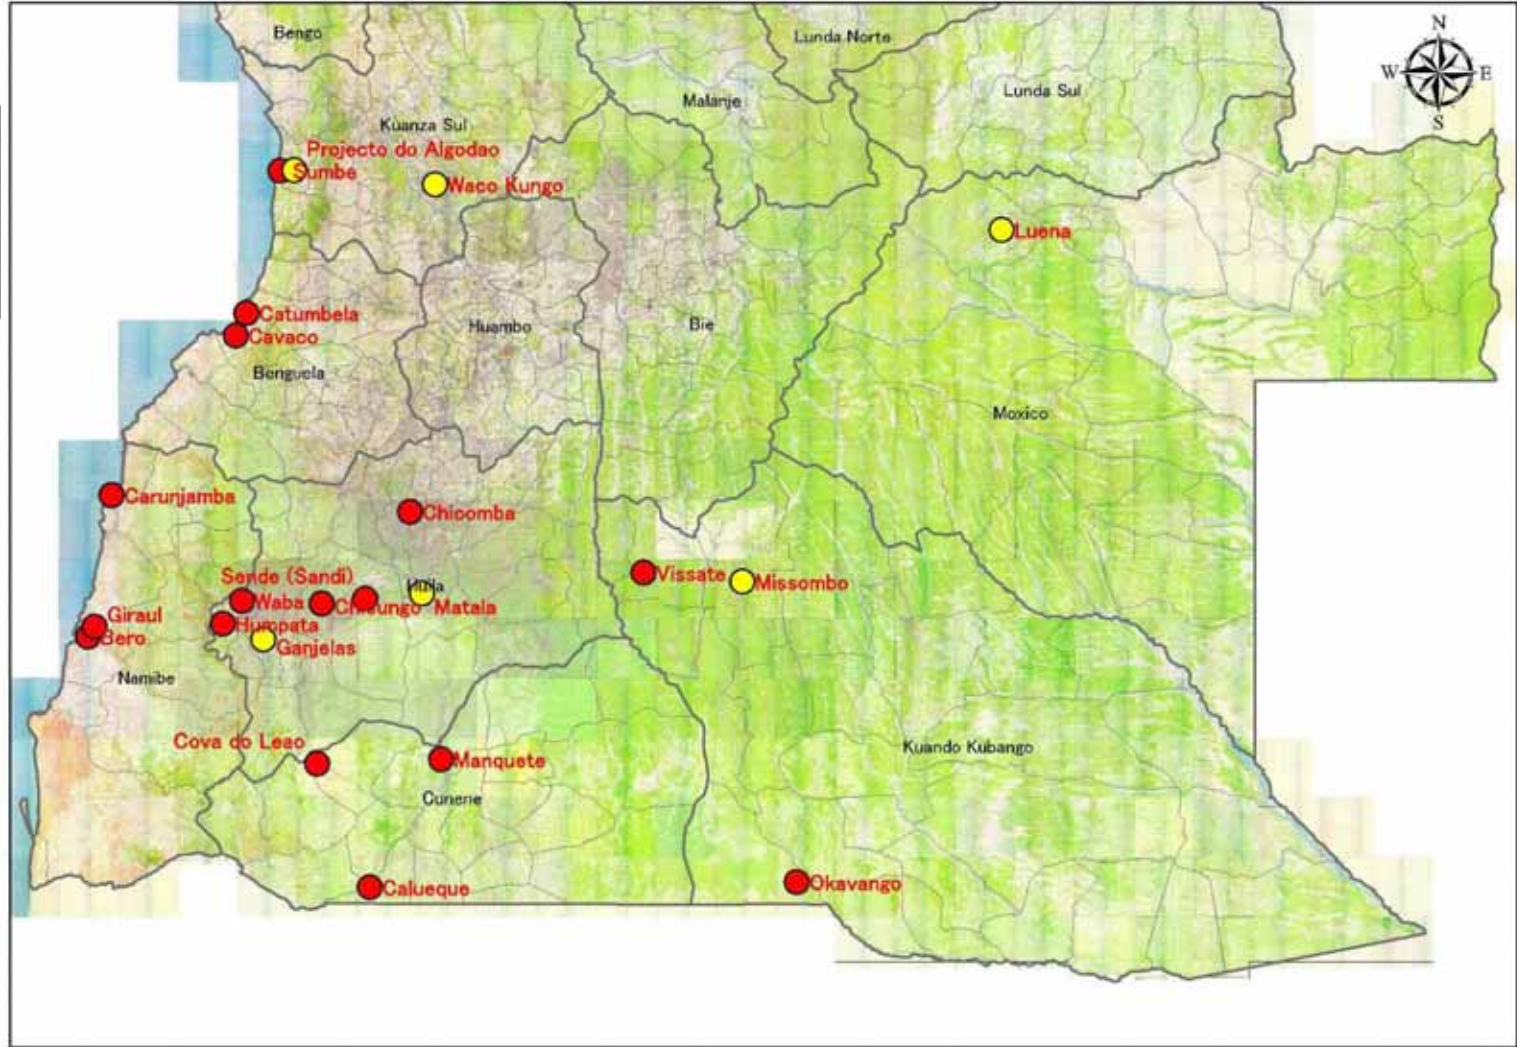 Bengo
Lunda Norte
N
W E
S
Lunda Sul
Malanje
Kuanza Sul
Projecto do Algodao
Sumbe
Waco Kungo
Luena
Catumbela
Cavaco
Huambo
Bie
Benguela
Moxico
Carunjamba
Chicomba
Vissate
Missombo
Sende (Sandi)
Huila
Waba
Matala
Giraul
Bero
Humpata
Ganjelas
Namibe
Cova do Leao
Manquete
Kuando Kubango
Cunene
Calueque
Okavango